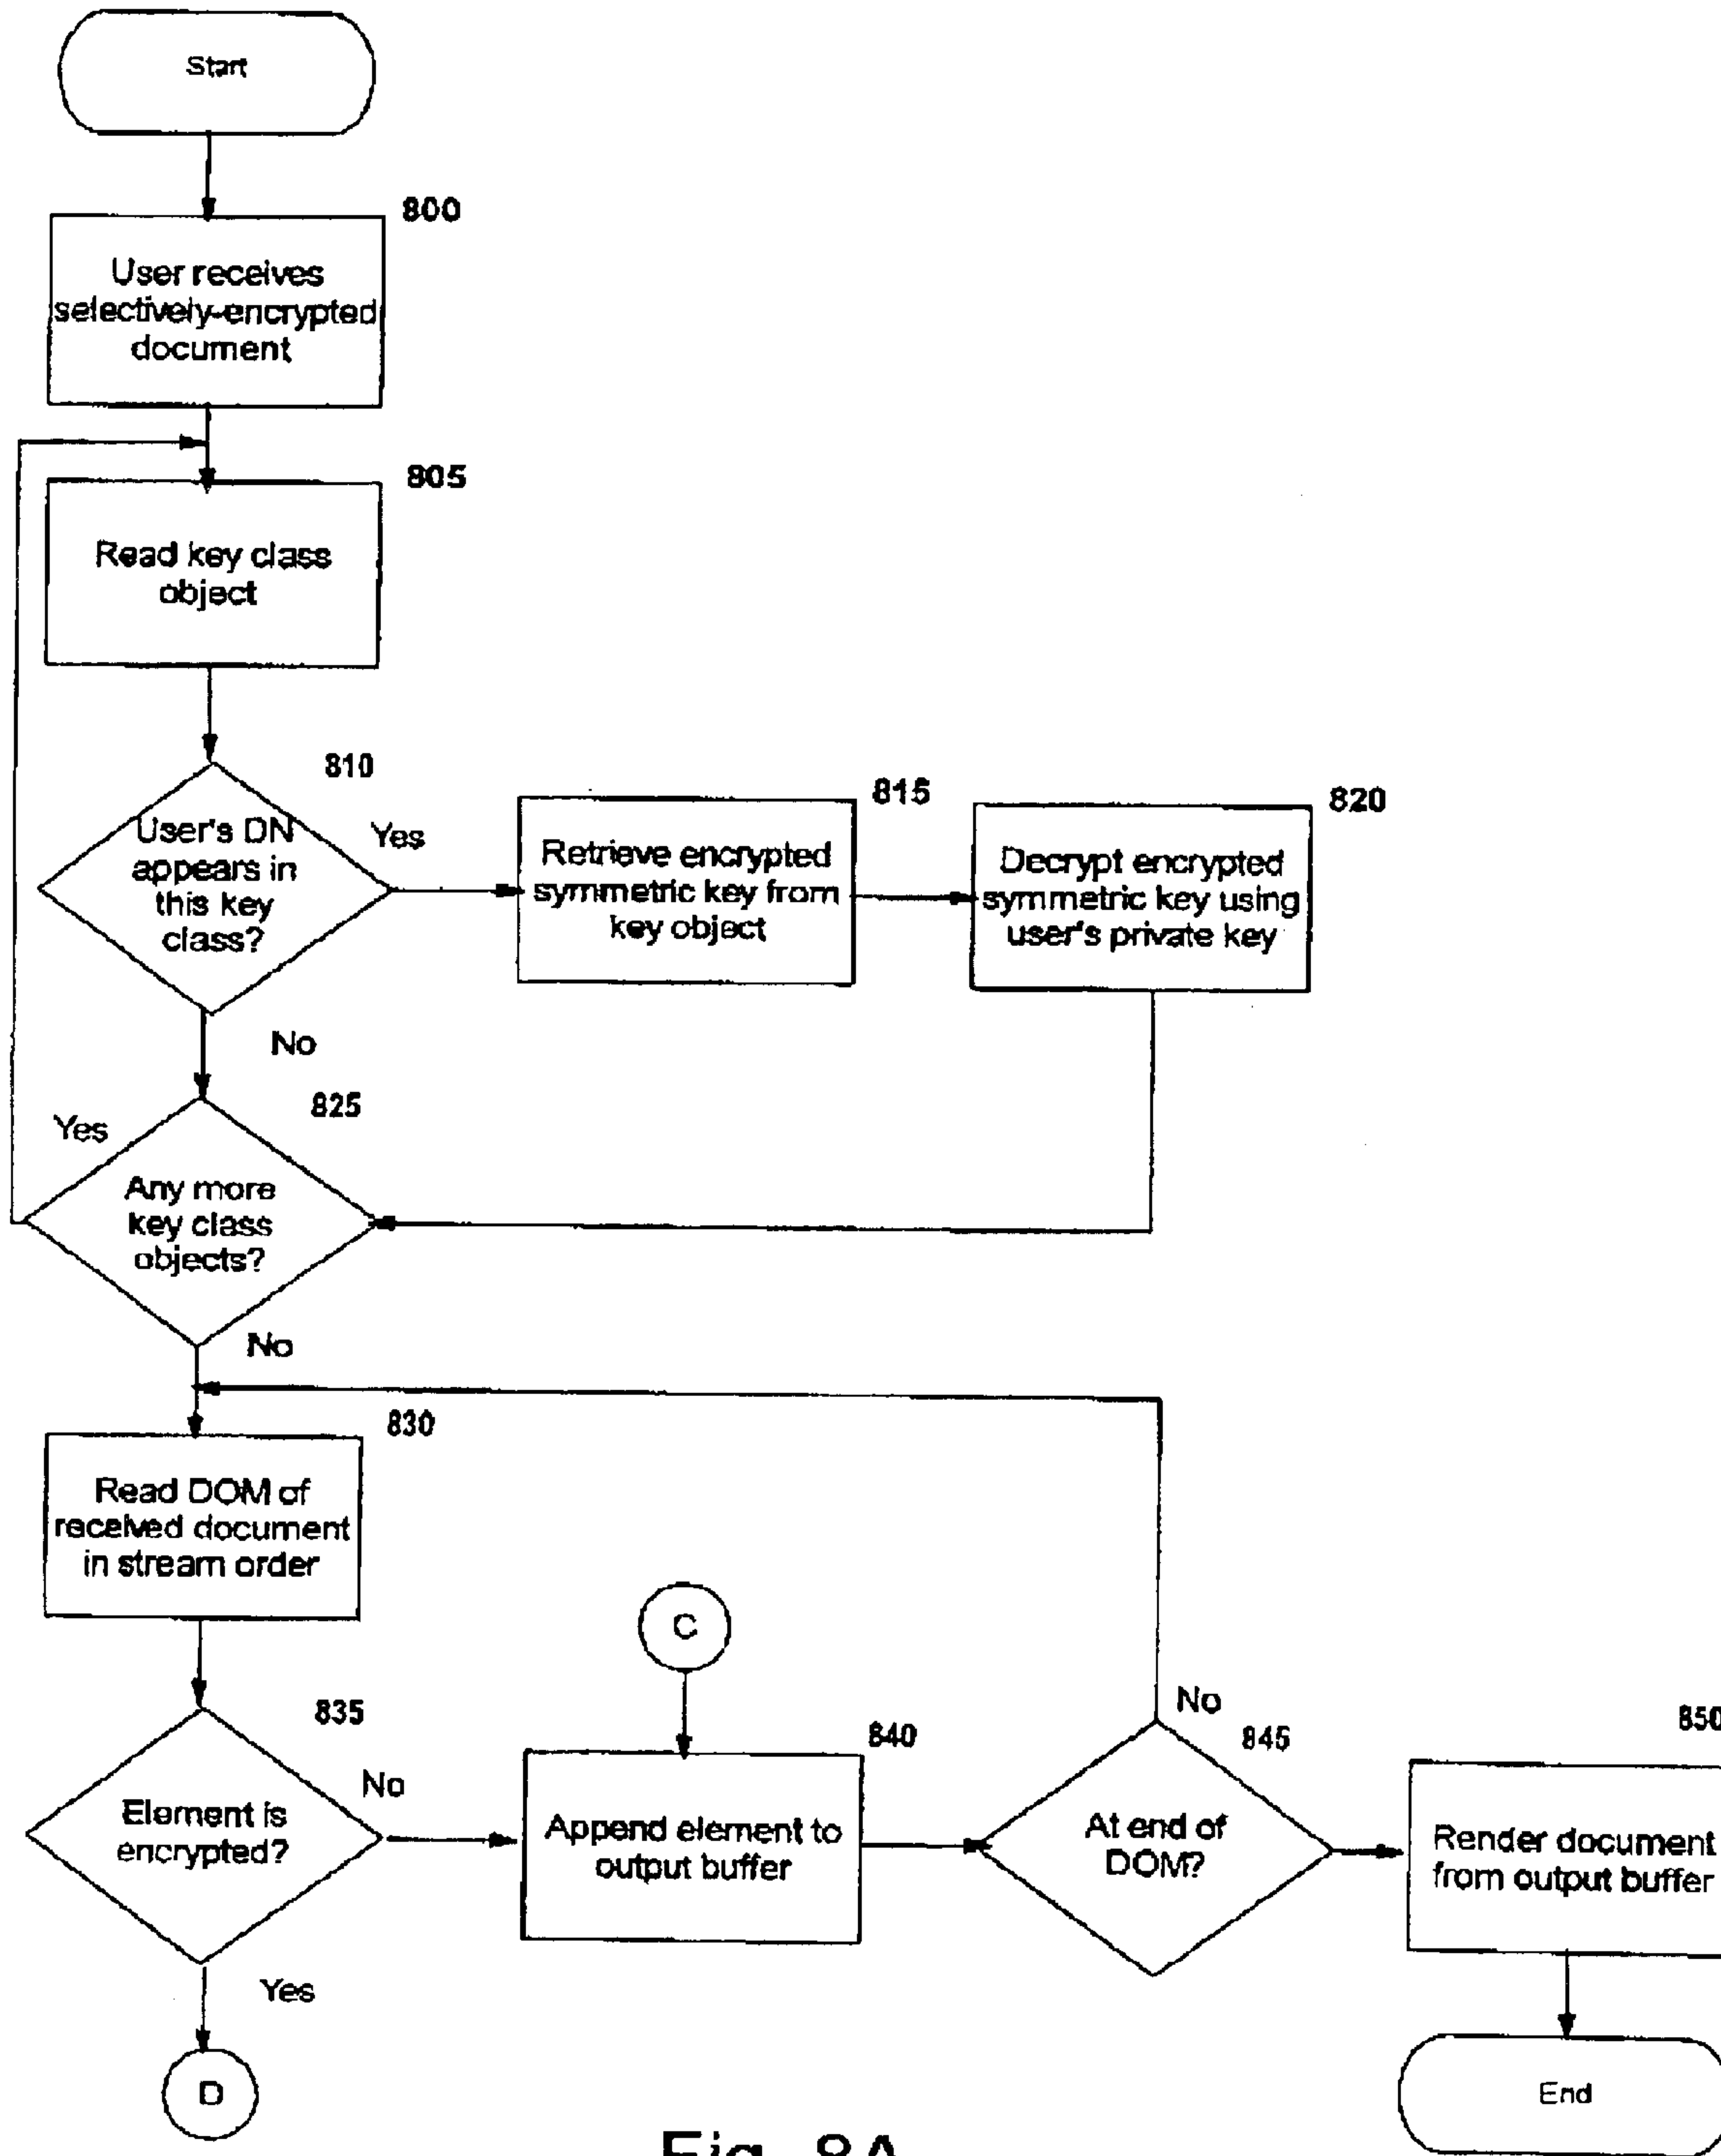 Start
800
User receives
selectively-encrypted
document
805
Read key class
object
810
User's DN
appears in
this key
class?
Yes
815
Retrieve encrypted
symmetric key from
key object
820
Decrypt encrypted
symmetric key using
user's private key
No
825
Yes
Any more
key class
objects?
No
830
Read DOM of
received document
in stream order
C
835
No
Element is
encrypted?
840
Append element to
output buffer
No
845
At end of
DOM?
850
Render document
from output buffer
Yes
D
End
Fig. 8A